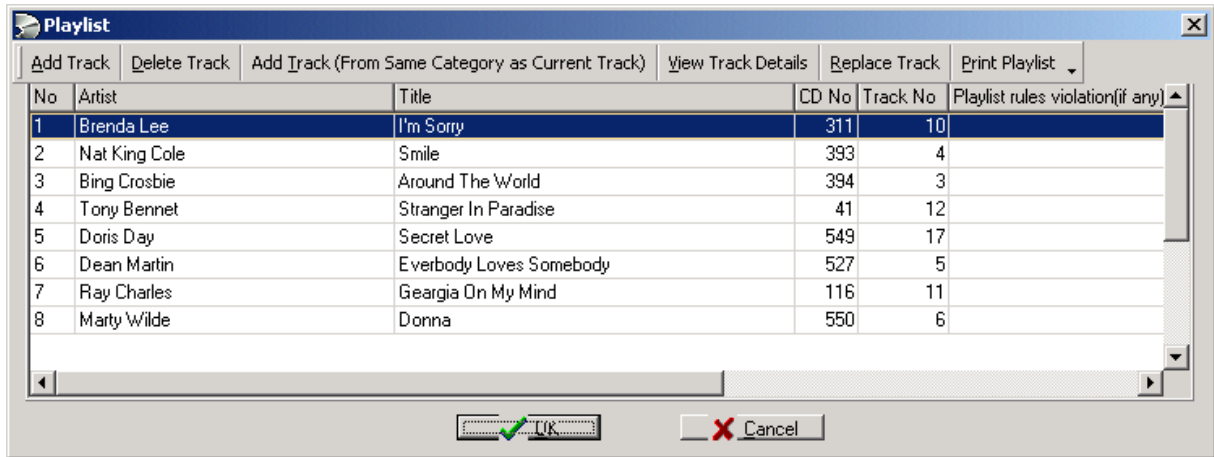 Playlist
Add Track Delete Track Add Track (From Same Category as Current Track) View Track Details Replace Track Print Playlist
No Artist Title CD No Track No Playlist rules violation(if any)
1 Brenda Lee I'm Sorry 311 10
2 Nat King Cole Smile 393 4
3 Bing Crosbie Around The World 394 3
4 Tony Bennet Stranger In Paradise 41 12
5 Doris Day Secret Love 549 17
6 Dean Martin Everbody Loves Somebody 527 5
7 Ray Charles Geargia On My Mind 116 11
8 Marty Wilde Donna 550 6
OK Cancel